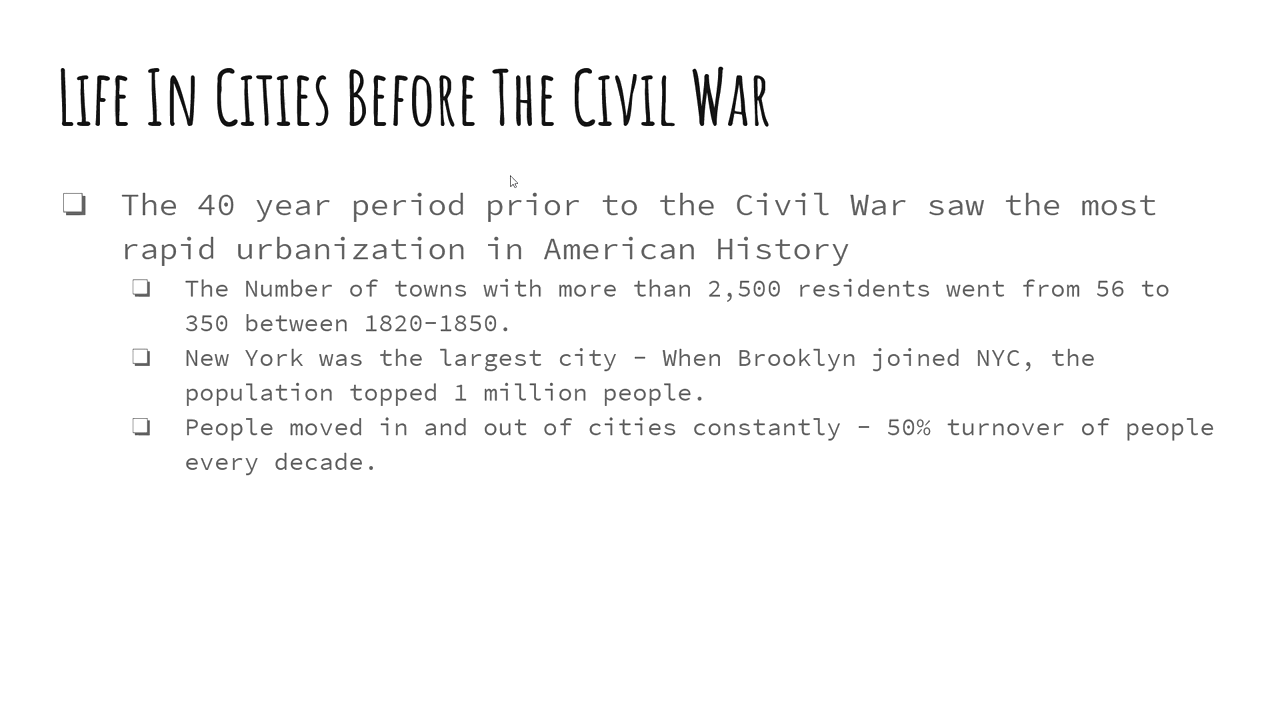 Life In Cities Before The Civil War
❏ The 40 year period prior to the Civil War saw the most
rapid urbanization in American History
❏ The Number of towns with more than 2,500 residents went from 56 to
350 between 1820-1850.
❏ New York was the largest city - When Brooklyn joined NYC, the
population topped 1 million people.
❏ People moved in and out of cities constantly - 50% turnover of people
every decade.